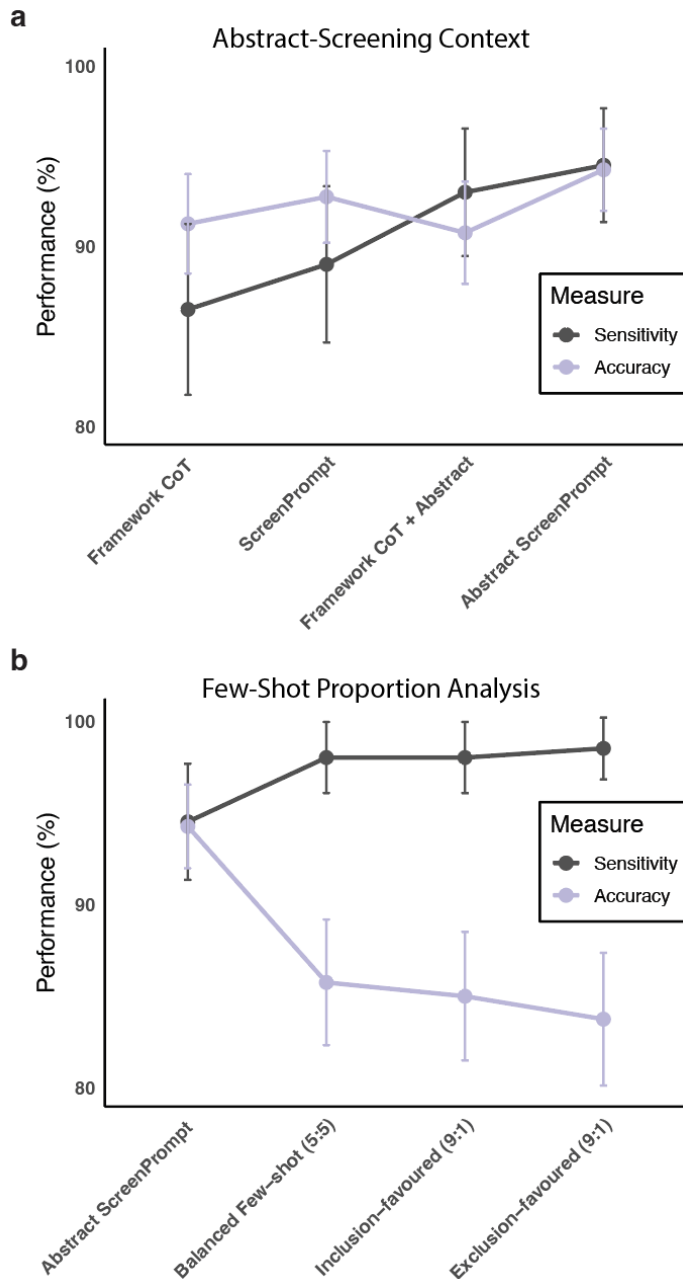 a
Abstract-Screening Context
100
90
80
Performance (%)
Measure
Sensitivity
Accuracy
Framework CoT
ScreenPrompt
Framework CoT + Abstract
Abstract ScreenPrompt
b
Few-Shot Proportion Analysis
100
90
80
Performance (%)
Measure
Sensitivity
Accuracy
Abstract ScreenPrompt
Balanced Few–shot (5:5)
Inclusion–favoured (9:1)
Exclusion–favoured (9:1)